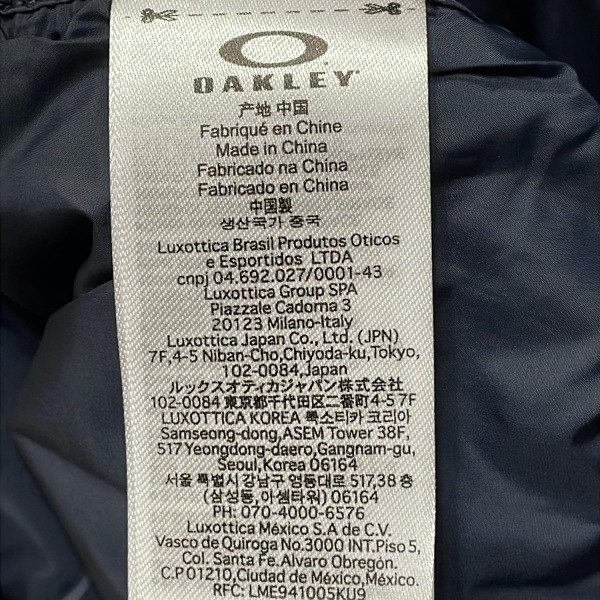 OAKLEY
产地 中国
Fabriqué en Chine
Made in China
Fabricado na China
Fabricado en China
中国製
생산국가 중국
Luxottica Brasil Produtos Oticos
e Esportidos LTDA
cnpj 04.692.027/0001-43
Luxottica Group SPA
Piazzale Cadorna 3
20123 Milano-Italy
Luxottica Japan Co., Ltd. (JPN)
7F,4-5 Niban-Cho,Chiyoda-ku,Tokyo,
102-0084,Japan
ルックスオティカジャパン株式会社
102-0084 東京都千代田区二番町4-5 7F
LUXOTTICA KOREA 룩소티카 코리아
Samseong-dong,ASEM Tower 38F,
517 Yeongdong-daero,Gangnam-gu,
Seoul,Korea 06164
서울 특별시 강남구 영동대로 517,38 층
(삼성동,아셈타워) 06164
PH: 070-4000-6576
Luxottica México S.A de C.V.
Vasco de Quiroga No.3000 INT.Piso 5,
Col. Santa Fe.Alvaro Obregón.
C.P 01210,Ciudad de México,México.
RFC: LME941005KU9